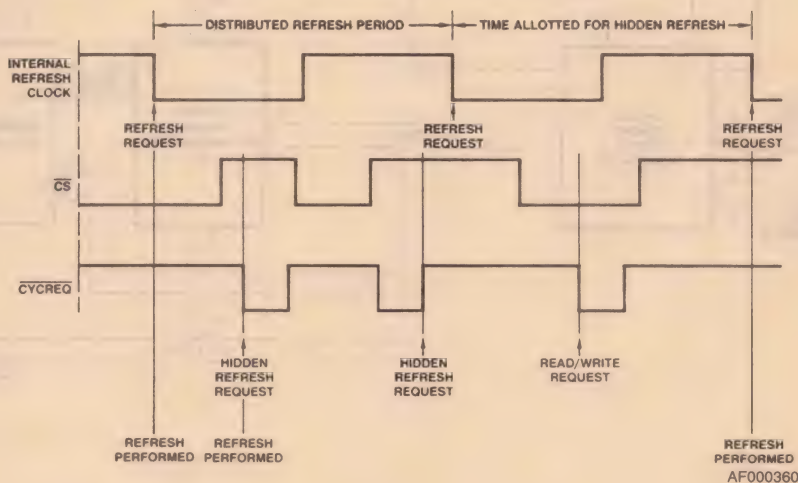 DISTRIBUTED REFRESH PERIOD
TIME ALLOTTED FOR HIDDEN REFRESH
INTERNAL
REFRESH
CLOCK
REFRESH
REQUEST
REFRESH
REQUEST
REFRESH
REQUEST
CS
CYCREQ
HIDDEN
REFRESH
REQUEST
HIDDEN
REFRESH
REQUEST
READ/WRITE
REQUEST
REFRESH
PERFORMED
REFRESH
PERFORMED
REFRESH
PERFORMED
AF000360